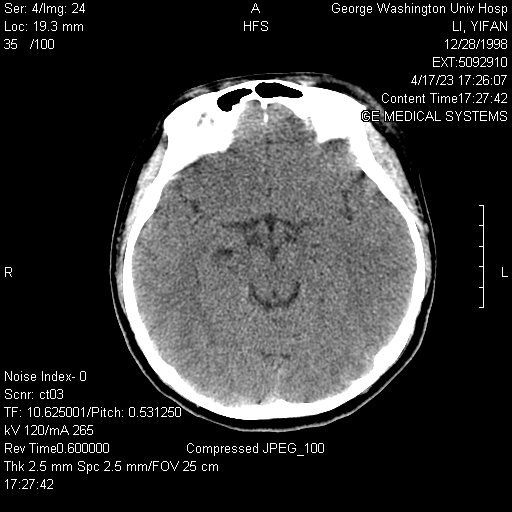 Ser: 4/Img: 24
Loc: 19.3 mm
35 /100
A
HFS
George Washington Univ Hosp
LI, YIFAN
12/28/1998
EXT:5092910
4/17/23 17:26:07
Content Time17:27:42
GE MEDICAL SYSTEMS
R
L
Noise Index- 0
Scnr: ct03
TF: 10.625001/Pitch: 0.531250
kV 120/mA 265
Rev Time0.600000
Compressed JPEG_100
Thk 2.5 mm Spc 2.5 mm/FOV 25 cm
17:27:42